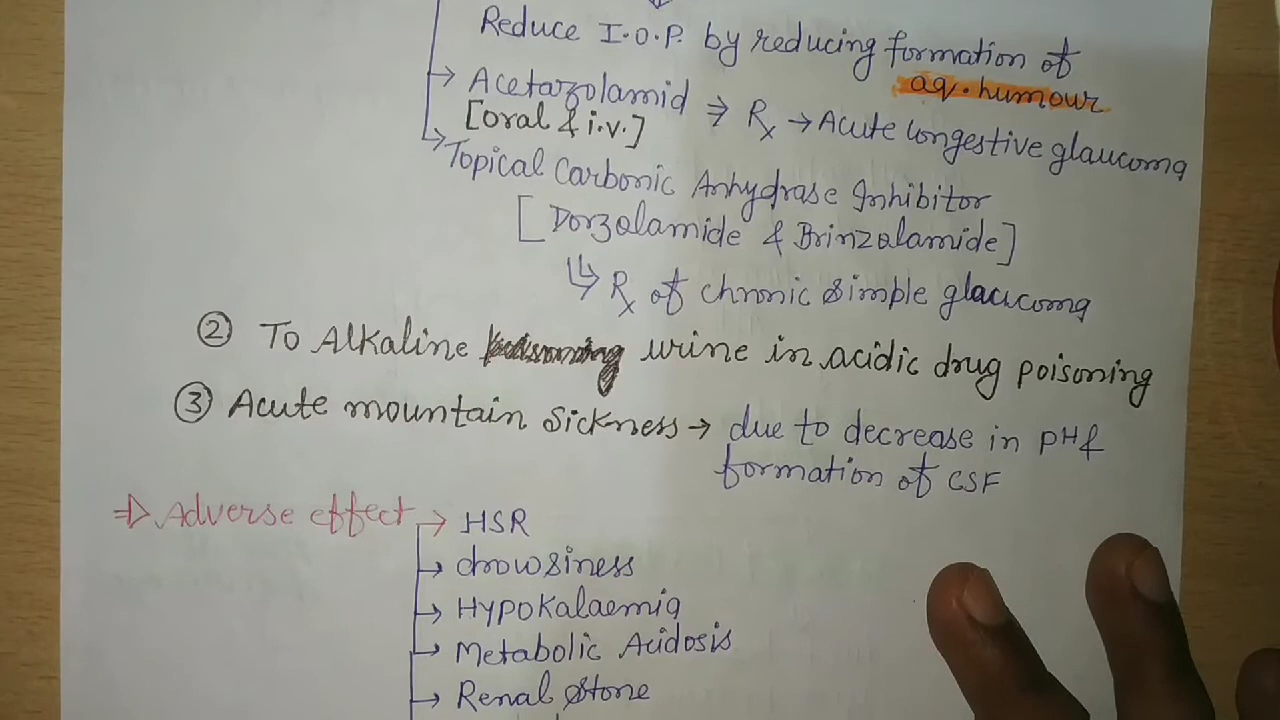 Reduce I.O.P. by reducing formation of
aq. humour
→ Acetazolamid ⇒ Rx → Acute Congestive glaucoma
[oral & i.v.]
→ Topical Carbonic Anhydrase Inhibitor
[Dorzolamide & Brinzolamide]
↳ Rx of chronic simple glaucoma
② To Alkaline urine in acidic drug poisoning
③ Acute mountain Sickness → due to decrease in pH &
formation of CSF
⇒ Adverse effect → HSR
→ drowsiness
→ Hypokalaemia
→ Metabolic Acidosis
→ Renal Stone